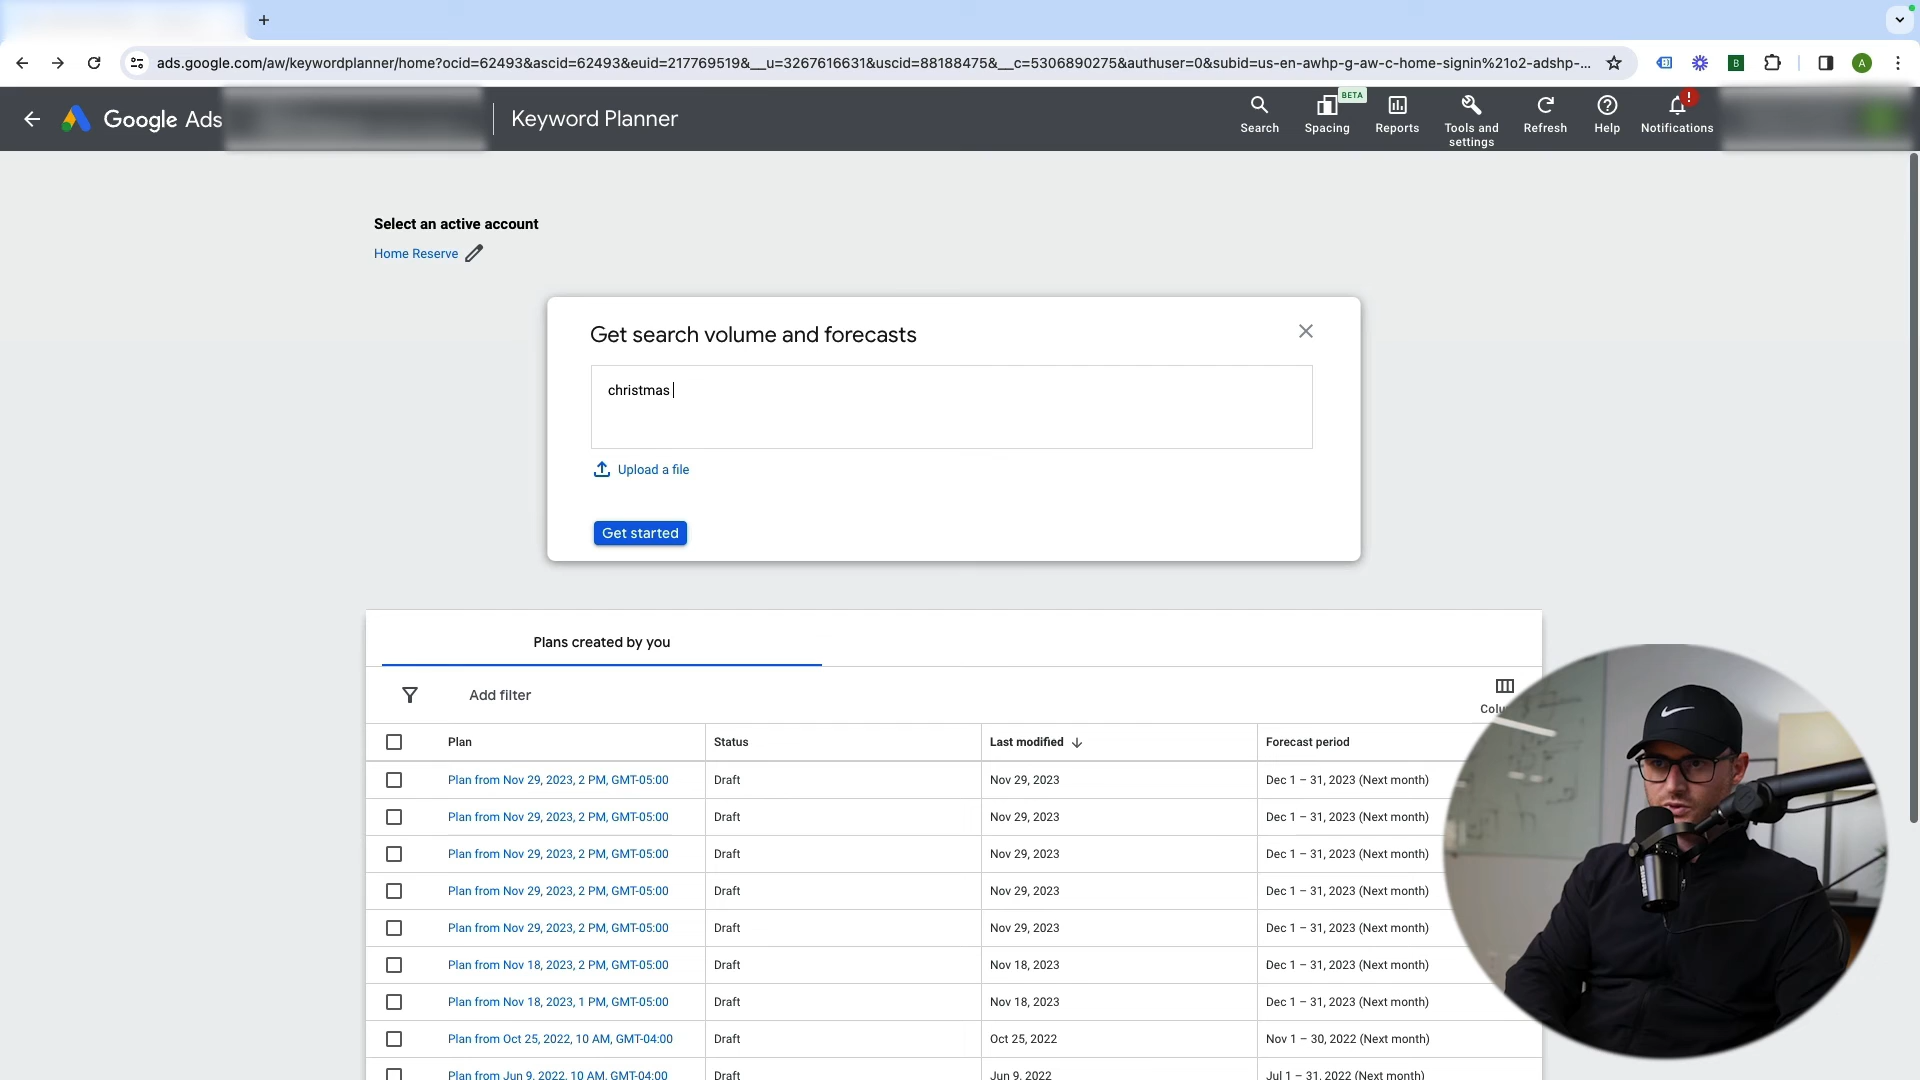 ads.google.com/aw/keywordplanner/home?ocid=62493&ascid=62493&euid=217769519&__u=3267616631&uscid=88188475&__c=5306890275&authuser=0&subid=us-en-awhp-g-aw-c-home-signin%21o2-adshp-...
B
A
Google Ads
Keyword Planner
Search
BETA
Spacing
Reports
Tools and
settings
Refresh
Help
!
Notifications
Select an active account
Home Reserve
Get search volume and forecasts
christmas
Upload a file
Get started
Plans created by you
Add filter
Plan Status Last modified Forecast period
Plan from Nov 29, 2023, 2 PM, GMT-05:00 Draft Nov 29, 2023 Dec 1 – 31, 2023 (Next month)
Plan from Nov 29, 2023, 2 PM, GMT-05:00 Draft Nov 29, 2023 Dec 1 – 31, 2023 (Next month)
Plan from Nov 29, 2023, 2 PM, GMT-05:00 Draft Nov 29, 2023 Dec 1 – 31, 2023 (Next month)
Plan from Nov 29, 2023, 2 PM, GMT-05:00 Draft Nov 29, 2023 Dec 1 – 31, 2023 (Next month)
Plan from Nov 29, 2023, 2 PM, GMT-05:00 Draft Nov 29, 2023 Dec 1 – 31, 2023 (Next month)
Plan from Nov 18, 2023, 2 PM, GMT-05:00 Draft Nov 18, 2023 Dec 1 – 31, 2023 (Next month)
Plan from Nov 18, 2023, 1 PM, GMT-05:00 Draft Nov 18, 2023 Dec 1 – 31, 2023 (Next month)
Plan from Oct 25, 2022, 10 AM, GMT-04:00 Draft Oct 25, 2022 Nov 1 – 30, 2022 (Next month)
Plan from Jun 9, 2022, 10 AM, GMT-04:00 Draft Jun 9, 2022 Jul 1 – 31, 2022 (Next month)